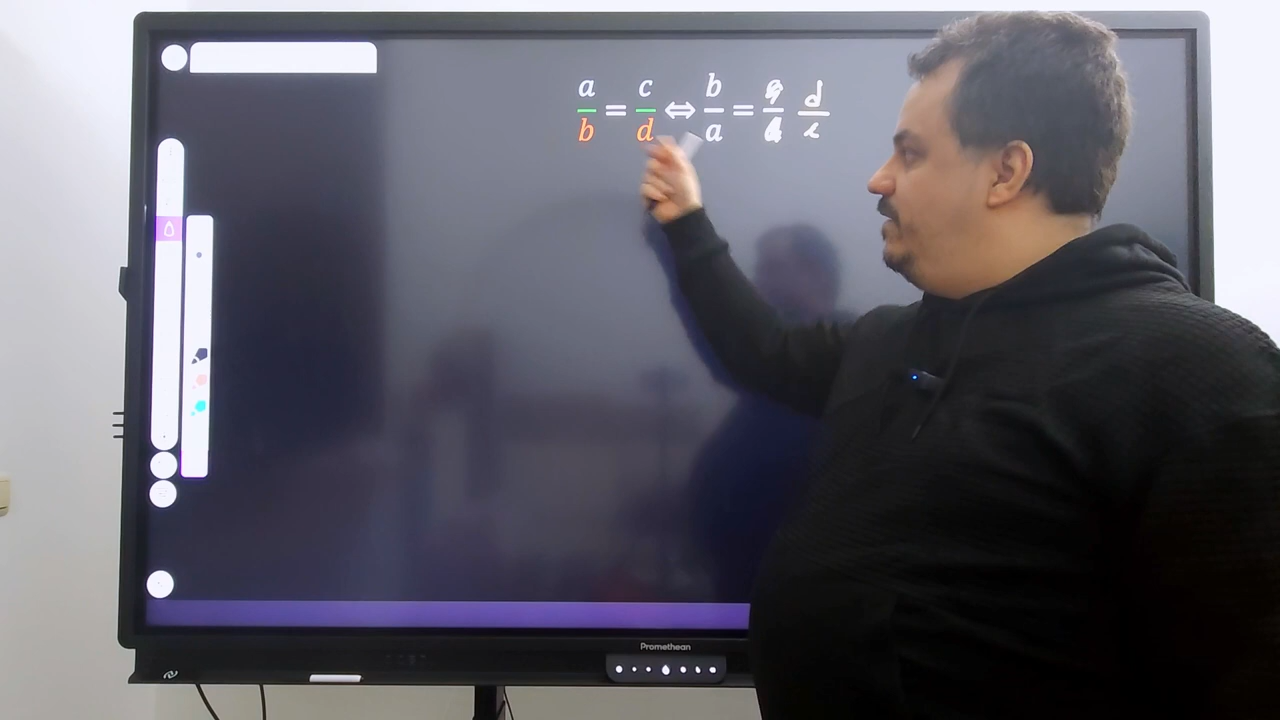 a/b = c/d ⇔ b/a = d/c
Promethean